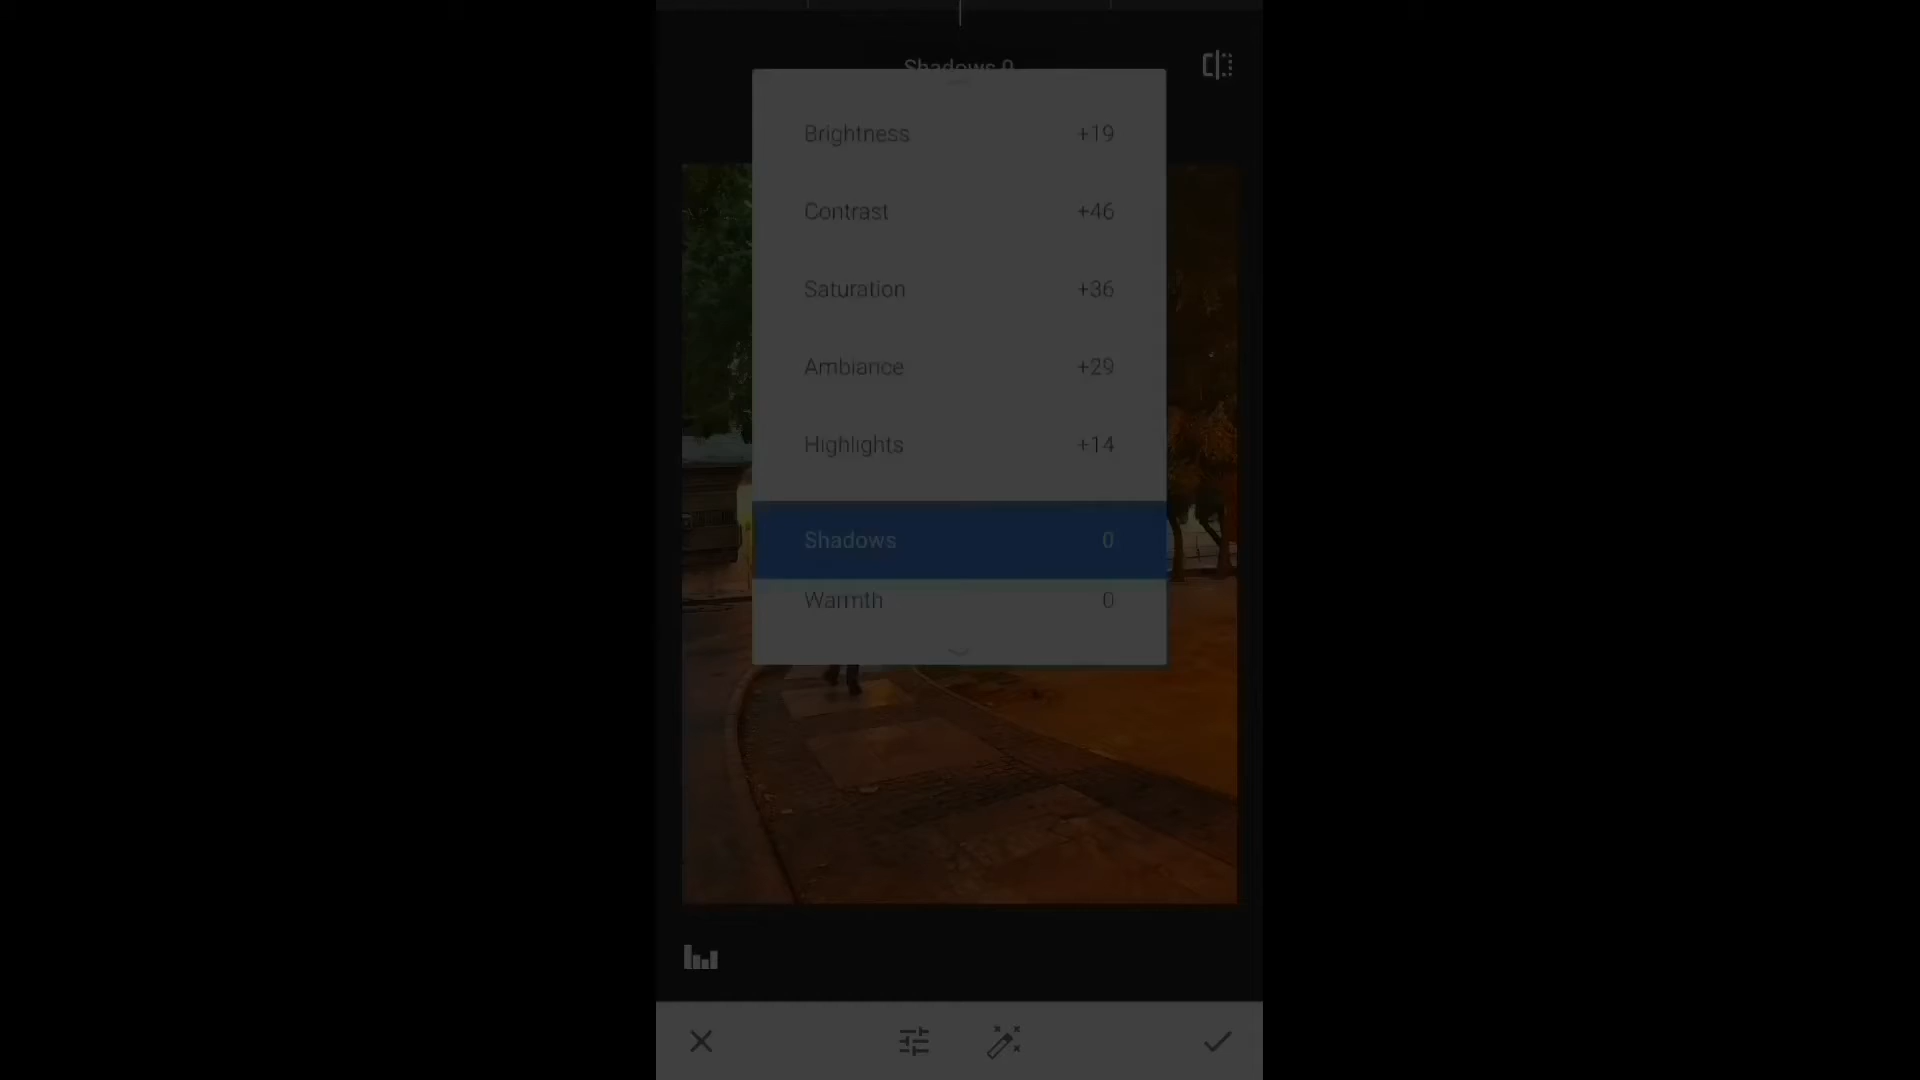 Shadows 0
Brightness +19
Contrast +46
Saturation +36
Ambiance +29
Highlights +14
Shadows 0
Warmth 0